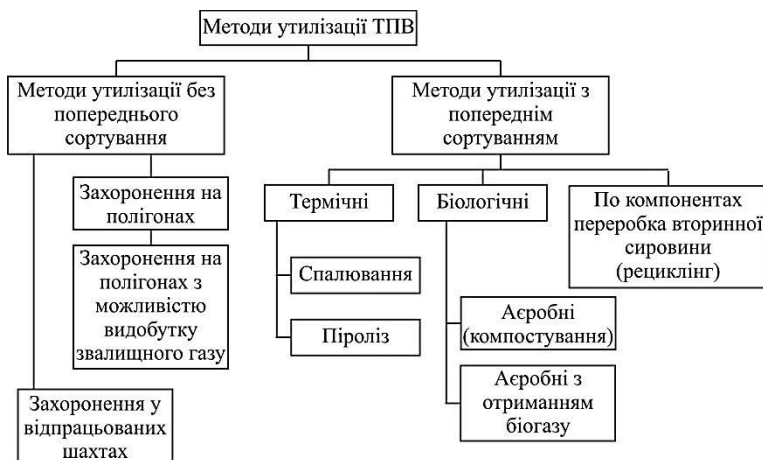 Методи утилізації ТПВ
Методи утилізації без
попереднього
сортування
Методи утилізації з
попереднім
сортуванням
Захоронення на
полігонах
Захоронення на
полігонах з
можливістю
видобутку
звалищного газу
Захоронення у
відпрацьованих
шахтах
Термічні
Спалювання
Піроліз
Біологічні
Аєробні
(компостування)
Аєробні з
отриманням
біогазу
По компонентах
переробка вторинної
сировини
(рециклінг)